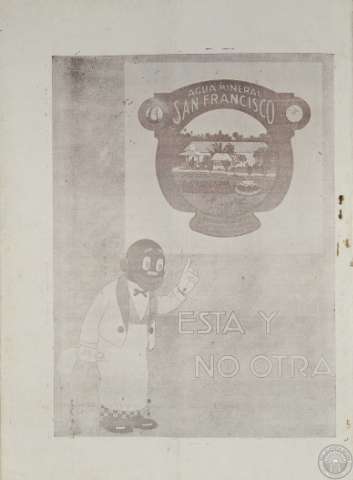 AGUA MINERAL
SAN FRANCISCO
ESTA Y
NO OTRA